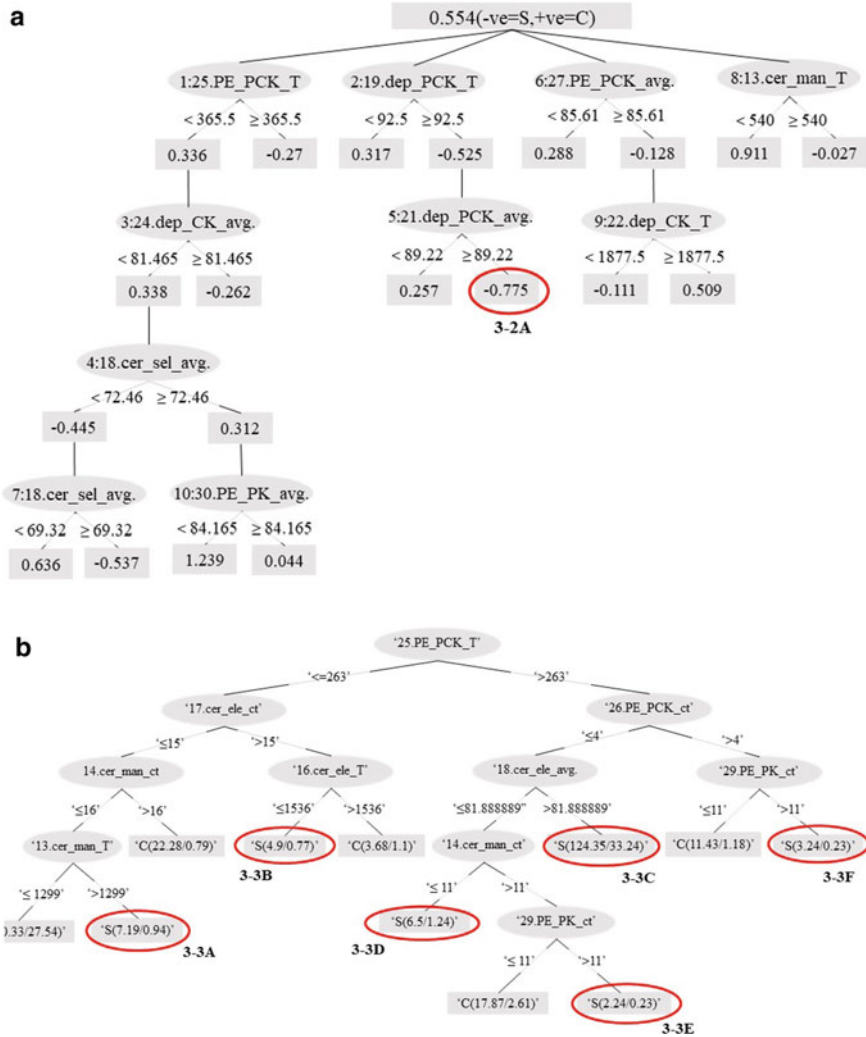 a
0.554(-ve=S,+ve=C)
1:25.PE_PCK_T 2:19.dep_PCK_T 6:27.PE_PCK_avg. 8:13.cer_man_T
< 365.5 ≥ 365.5 < 92.5 ≥ 92.5 < 85.61 ≥ 85.61 < 540 ≥ 540
0.336 -0.27 0.317 -0.525 0.288 -0.128 0.911 -0.027
3:24.dep_CK_avg. 5:21.dep_PCK_avg. 9:22.dep_CK_T
< 81.465 ≥ 81.465 < 89.22 ≥ 89.22 < 1877.5 ≥ 1877.5
0.338 -0.262 0.257 -0.775 -0.111 0.509
3-2A
4:18.cer_sel_avg.
< 72.46 ≥ 72.46
-0.445 0.312
7:18.cer_sel_avg. 10:30.PE_PK_avg.
< 69.32 ≥ 69.32 < 84.165 ≥ 84.165
0.636 -0.537 1.239 0.044
b
‘25.PE_PCK_T’
‘<=263’ ‘>263’
‘17.cer_ele_ct’ ‘26.PE_PCK_ct’
‘≤15’ ‘>15’ ‘≤4’ ‘>4’
14.cer_man_ct ‘16.cer_ele_T’ ‘18.cer_ele_avg.’ ‘29.PE_PK_ct’
‘≤16’ ‘>16’ ‘≤1536’ ‘>1536’ ‘≤81.888889” ‘>81.888889’ ‘≤11’ ‘>11’
‘13.cer_man_T’ ‘C(22.28/0.79)’ ‘S(4.9/0.77)’ ‘C(3.68/1.1)’ ‘14.cer_man_ct’ ‘S(124.35/33.24)’ ‘C(11.43/1.18)’ ‘S(3.24/0.23)’
3-3B 3-3C 3-3F
‘≤ 1299’ ‘>1299’ ‘≤ 11’ ‘>11’
0.33/27.54)’ ‘S(7.19/0.94)’ ‘S(6.5/1.24)’ ‘29.PE_PK_ct’
3-3A 3-3D
‘≤ 11’ ‘>11’
‘C(17.87/2.61)’ ‘S(2.24/0.23)’
3-3E